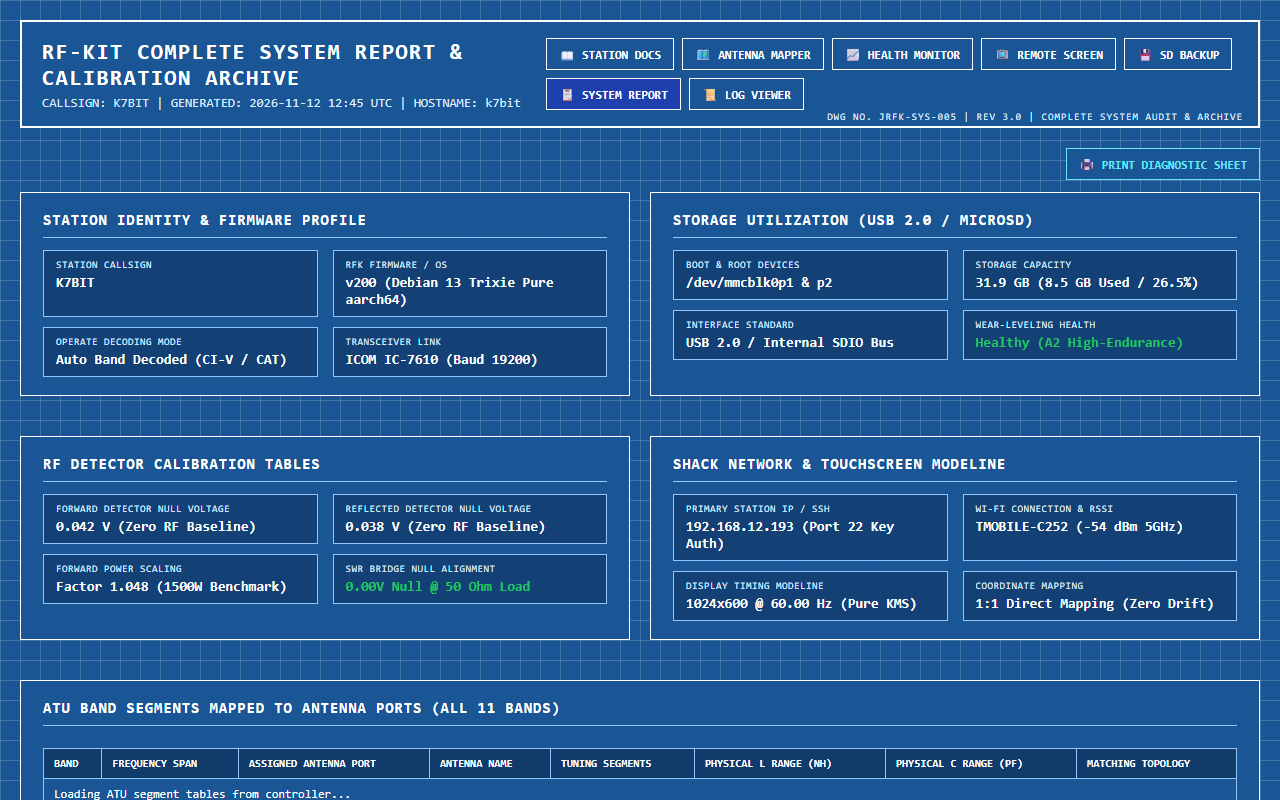 RF-KIT COMPLETE SYSTEM REPORT &
CALIBRATION ARCHIVE
CALLSIGN: K7BIT | GENERATED: 2026-11-12 12:45 UTC | HOSTNAME: k7bit
STATION DOCS
ANTENNA MAPPER
HEALTH MONITOR
REMOTE SCREEN
SD BACKUP
SYSTEM REPORT
LOG VIEWER
DWG NO. JRFK-SYS-005 | REV 3.0 | COMPLETE SYSTEM AUDIT & ARCHIVE
PRINT DIAGNOSTIC SHEET
STATION IDENTITY & FIRMWARE PROFILE
STATION CALLSIGN
K7BIT
RFK FIRMWARE / OS
v200 (Debian 13 Trixie Pure
aarch64)
OPERATE DECODING MODE
Auto Band Decoded (CI-V / CAT)
TRANSCEIVER LINK
ICOM IC-7610 (Baud 19200)
STORAGE UTILIZATION (USB 2.0 / MICROSD)
BOOT & ROOT DEVICES
/dev/mmcblk0p1 & p2
STORAGE CAPACITY
31.9 GB (8.5 GB Used / 26.5%)
INTERFACE STANDARD
USB 2.0 / Internal SDIO Bus
WEAR-LEVELING HEALTH
Healthy (A2 High-Endurance)
RF DETECTOR CALIBRATION TABLES
FORWARD DETECTOR NULL VOLTAGE
0.042 V (Zero RF Baseline)
REFLECTED DETECTOR NULL VOLTAGE
0.038 V (Zero RF Baseline)
FORWARD POWER SCALING
Factor 1.048 (1500W Benchmark)
SWR BRIDGE NULL ALIGNMENT
0.00V Null @ 50 Ohm Load
SHACK NETWORK & TOUCHSCREEN MODELINE
PRIMARY STATION IP / SSH
192.168.12.193 (Port 22 Key
Auth)
WI-FI CONNECTION & RSSI
TMOBILE-C252 (-54 dBm 5GHz)
DISPLAY TIMING MODELINE
1024x600 @ 60.00 Hz (Pure KMS)
COORDINATE MAPPING
1:1 Direct Mapping (Zero Drift)
ATU BAND SEGMENTS MAPPED TO ANTENNA PORTS (ALL 11 BANDS)
BAND
FREQUENCY SPAN
ASSIGNED ANTENNA PORT
ANTENNA NAME
TUNING SEGMENTS
PHYSICAL L RANGE (NH)
PHYSICAL C RANGE (PF)
MATCHING TOPOLOGY
Loading ATU segment tables from controller...